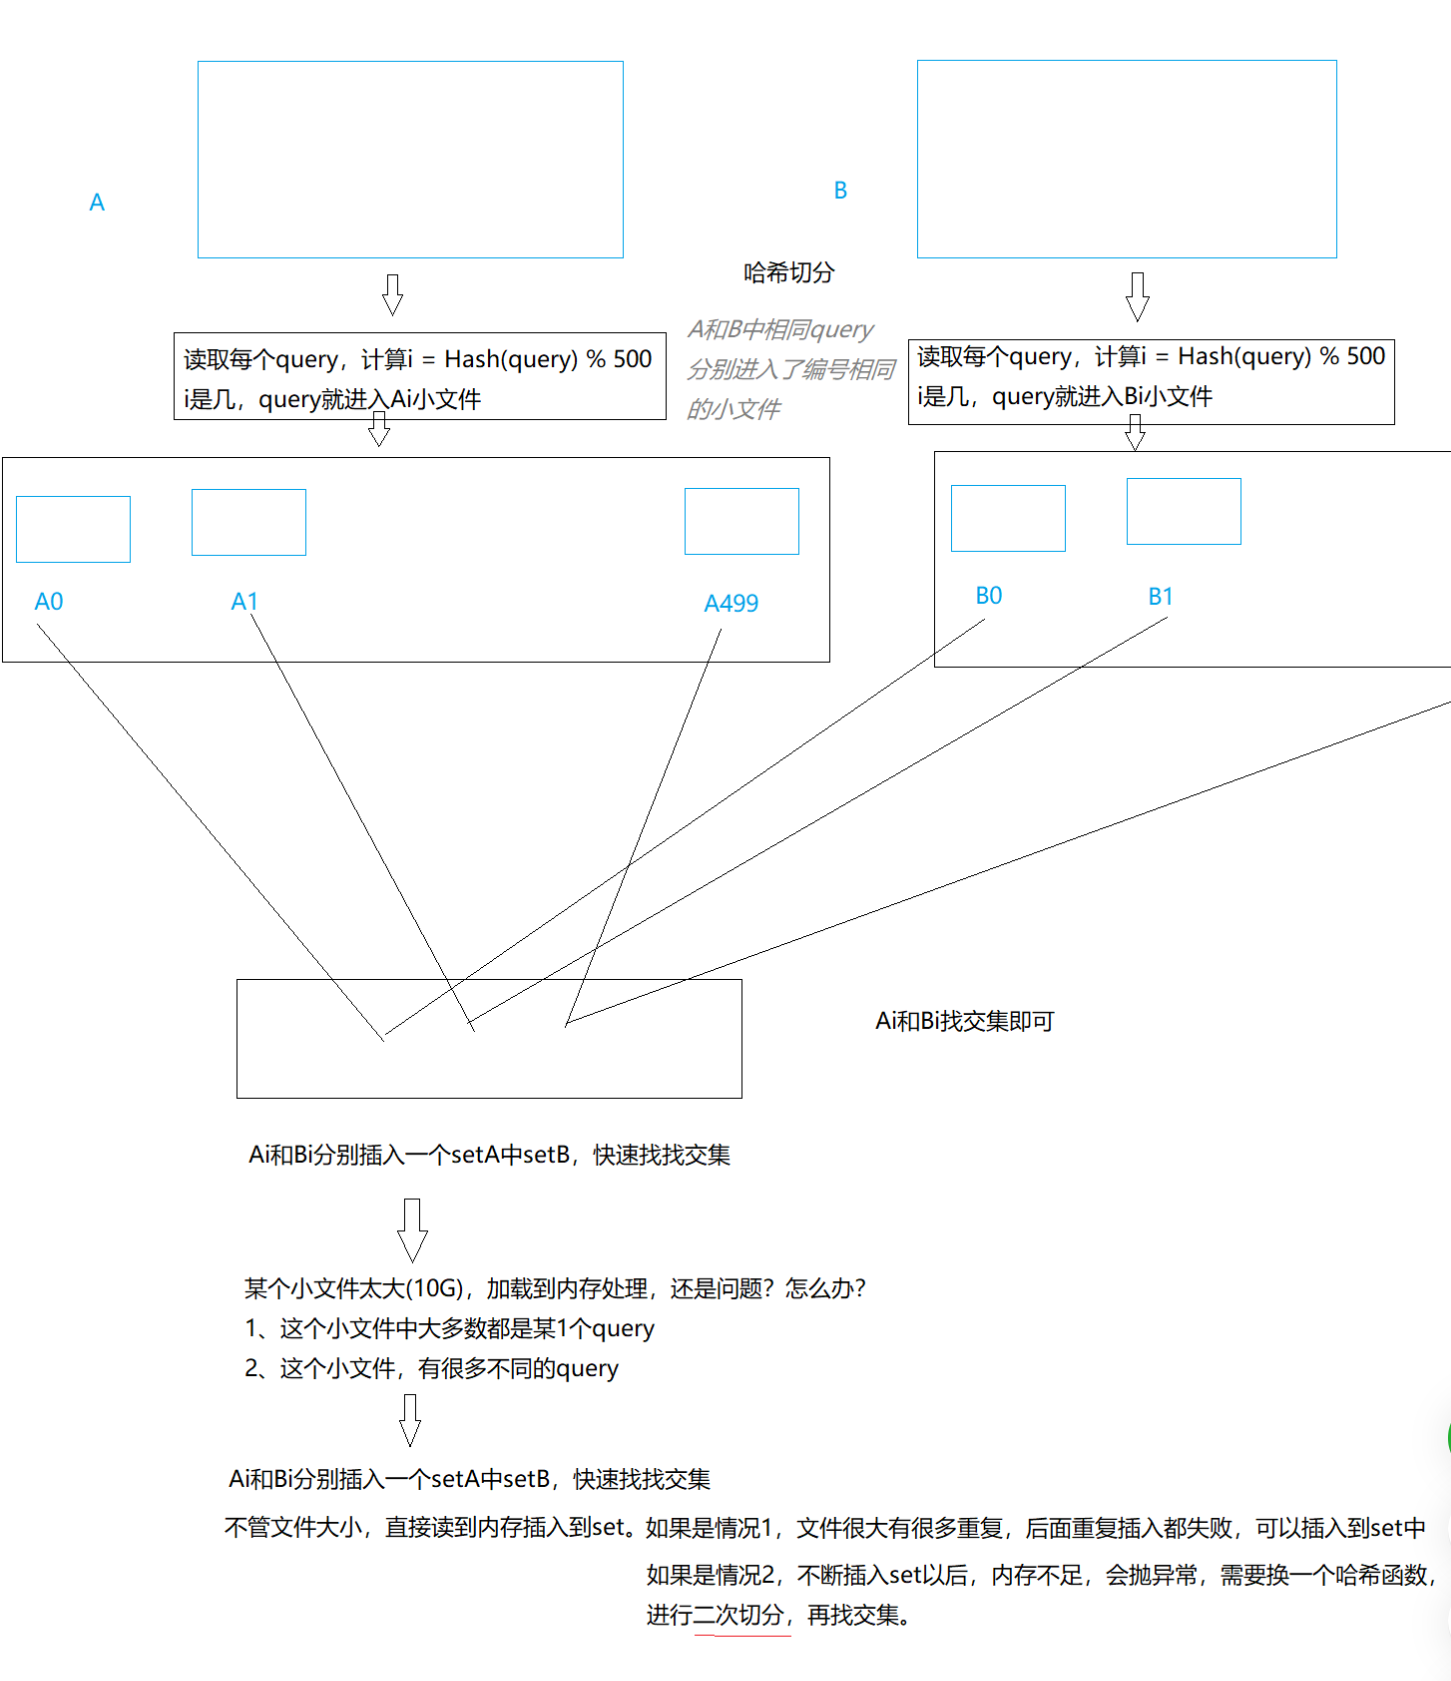 A
B
哈希切分
A和B中相同query
分别进入了编号相同
的小文件
读取每个query，计算i = Hash(query) % 500
i是几，query就进入Ai小文件
读取每个query，计算i = Hash(query) % 500
i是几，query就进入Bi小文件
A0
A1
A499
B0
B1
Ai和Bi找交集即可
Ai和Bi分别插入一个setA中setB，快速找找交集
某个小文件太大(10G)，加载到内存处理，还是问题？怎么办？
1、这个小文件中大多数都是某1个query
2、这个小文件，有很多不同的query
Ai和Bi分别插入一个setA中setB，快速找找交集
不管文件大小，直接读到内存插入到set。
如果是情况1，文件很大有很多重复，后面重复插入都失败，可以插入到set中
如果是情况2，不断插入set以后，内存不足，会抛异常，需要换一个哈希函数，
进行二次切分，再找交集。